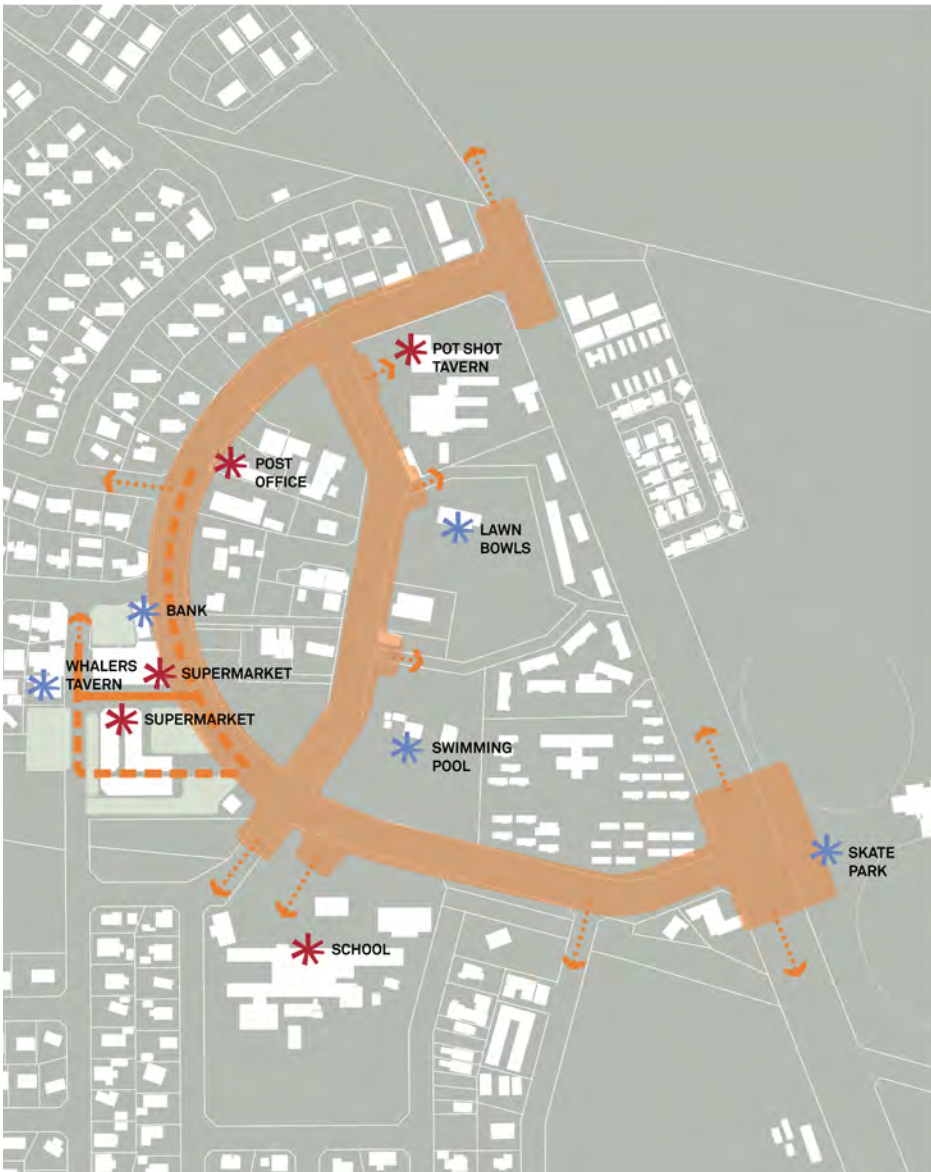 POT SHOT
TAVERN
POST
OFFICE
LAWN
BOWLS
BANK
WHALERS
TAVERN
SUPERMARKET
SUPERMARKET
SWIMMING
POOL
SKATE
PARK
SCHOOL